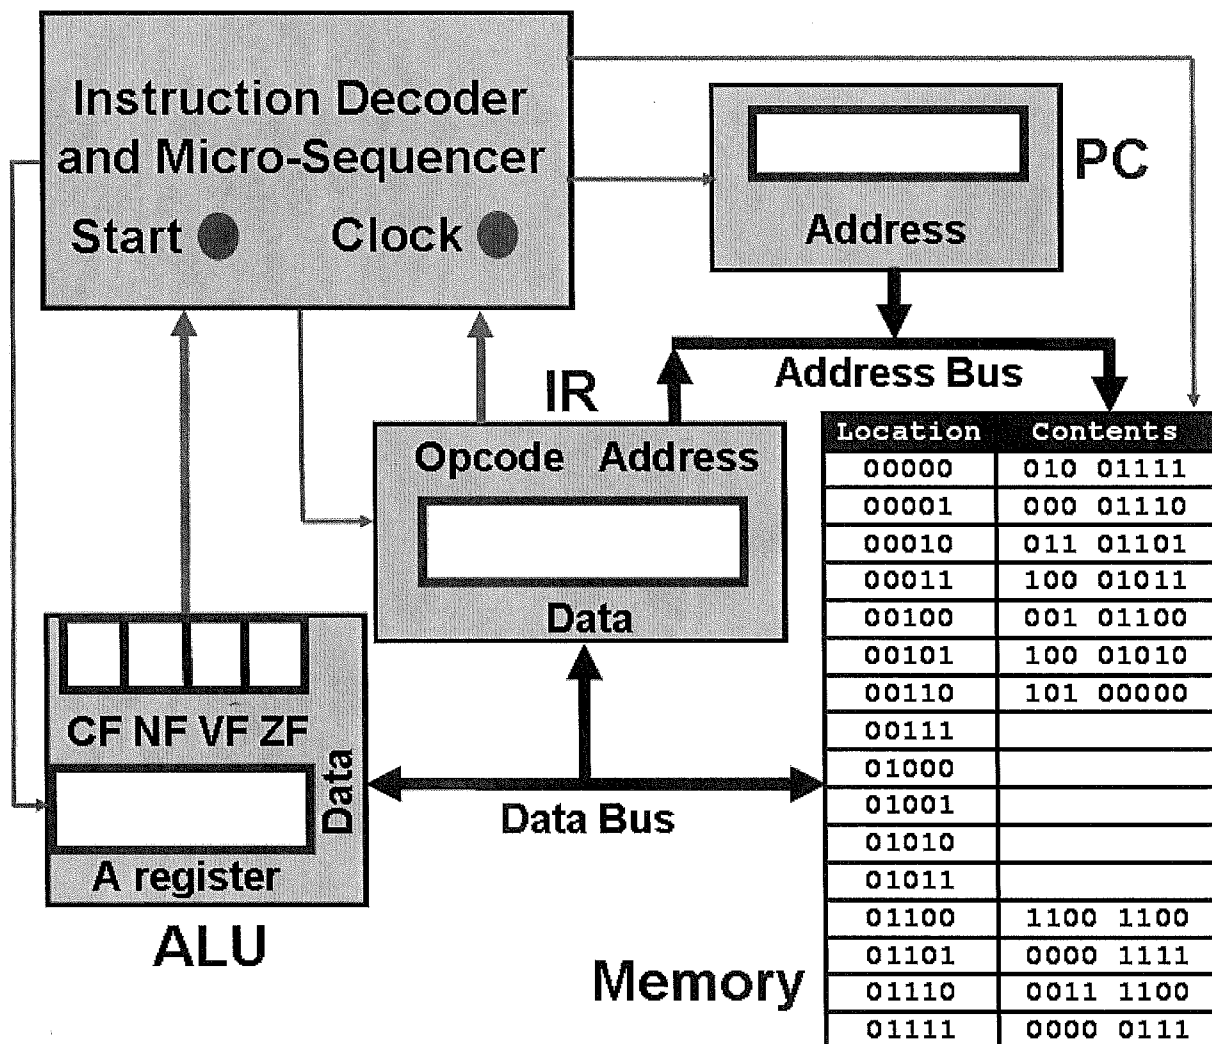 Instruction Decoder
and Micro-Sequencer
Start
Clock
PC
Address
Address Bus
IR
Opcode Address
Data
CF NF VF ZF
Data
A register
ALU
Data Bus
Memory
Location Contents
00000 010 01111
00001 000 01110
00010 011 01101
00011 100 01011
00100 001 01100
00101 100 01010
00110 101 00000
00111
01000
01001
01010
01011
01100 1100 1100
01101 0000 1111
01110 0011 1100
01111 0000 0111